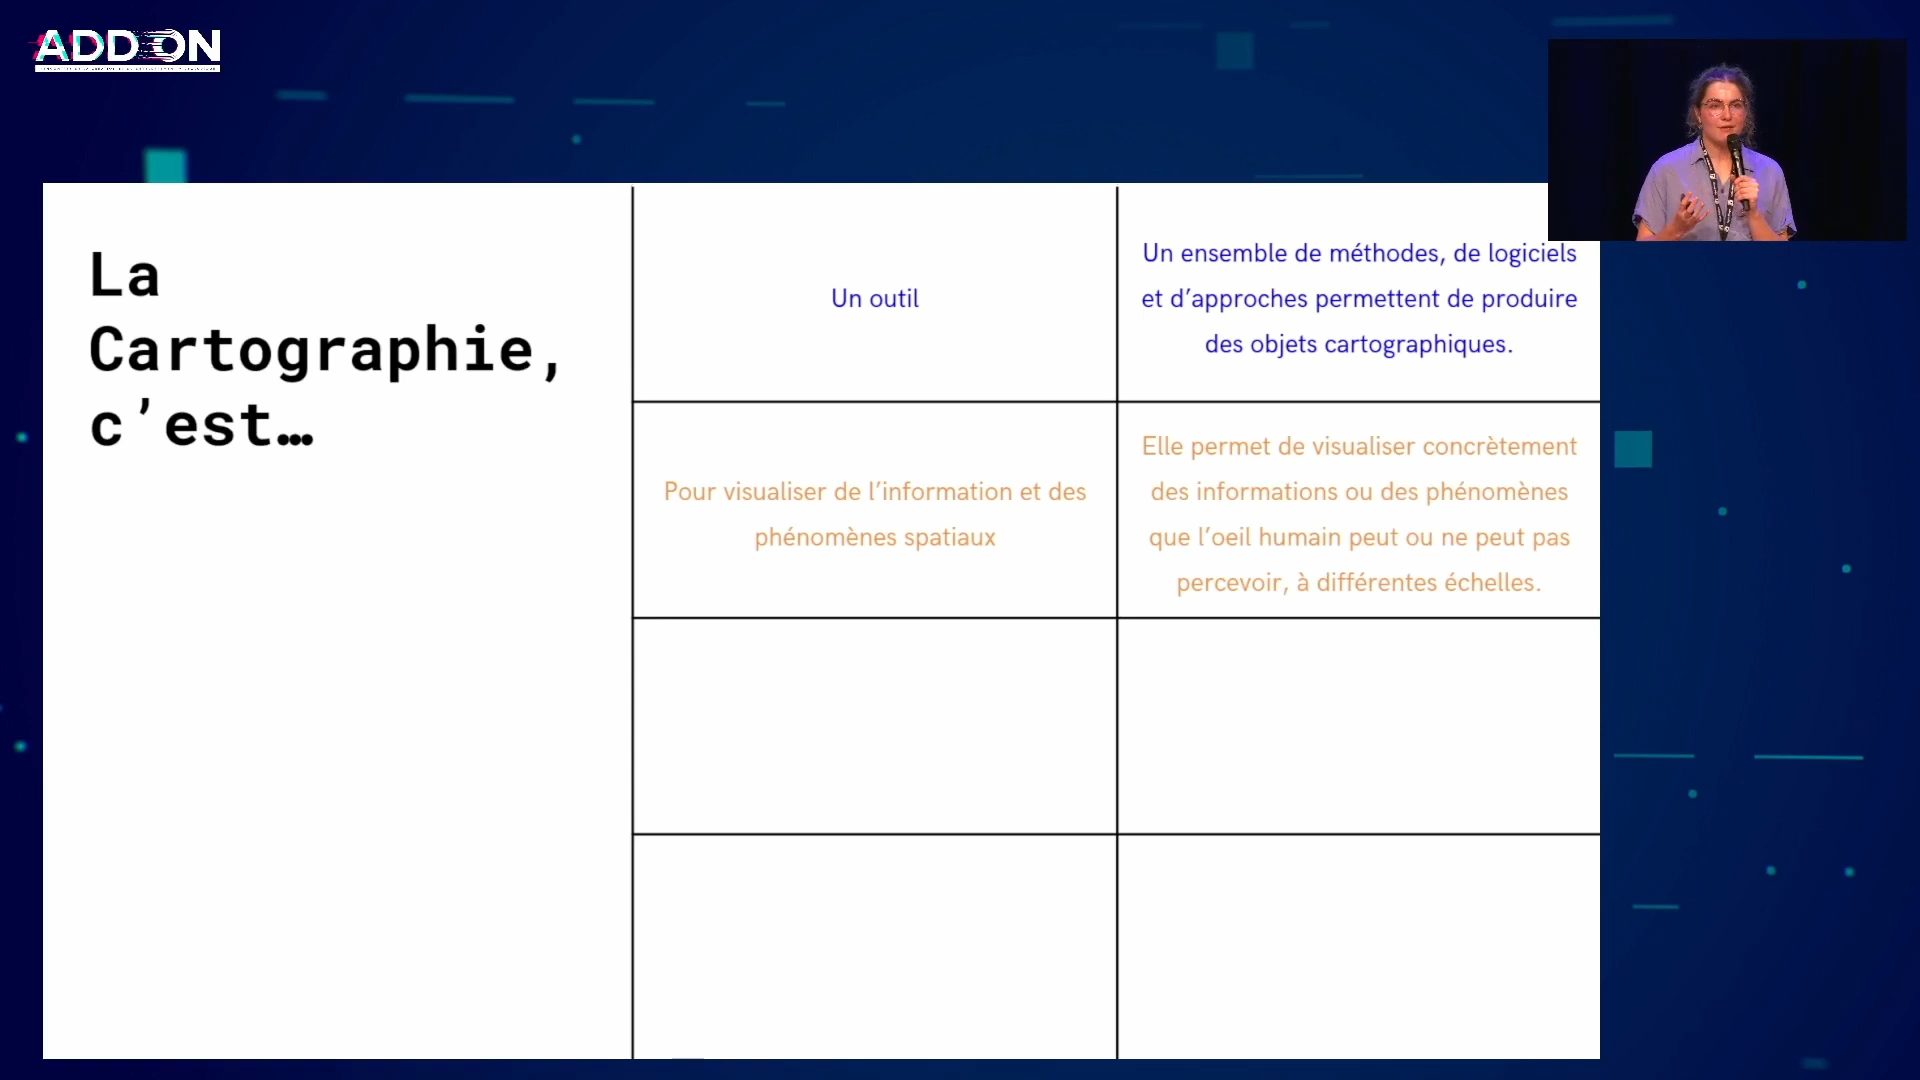 ADDON
La
Cartographie,
c’est…
Un outil
Un ensemble de méthodes, de logiciels
et d’approches permettent de produire
des objets cartographiques.
Pour visualiser de l’information et des
phénomènes spatiaux
Elle permet de visualiser concrètement
des informations ou des phénomènes
que l’oeil humain peut ou ne peut pas
percevoir, à différentes échelles.